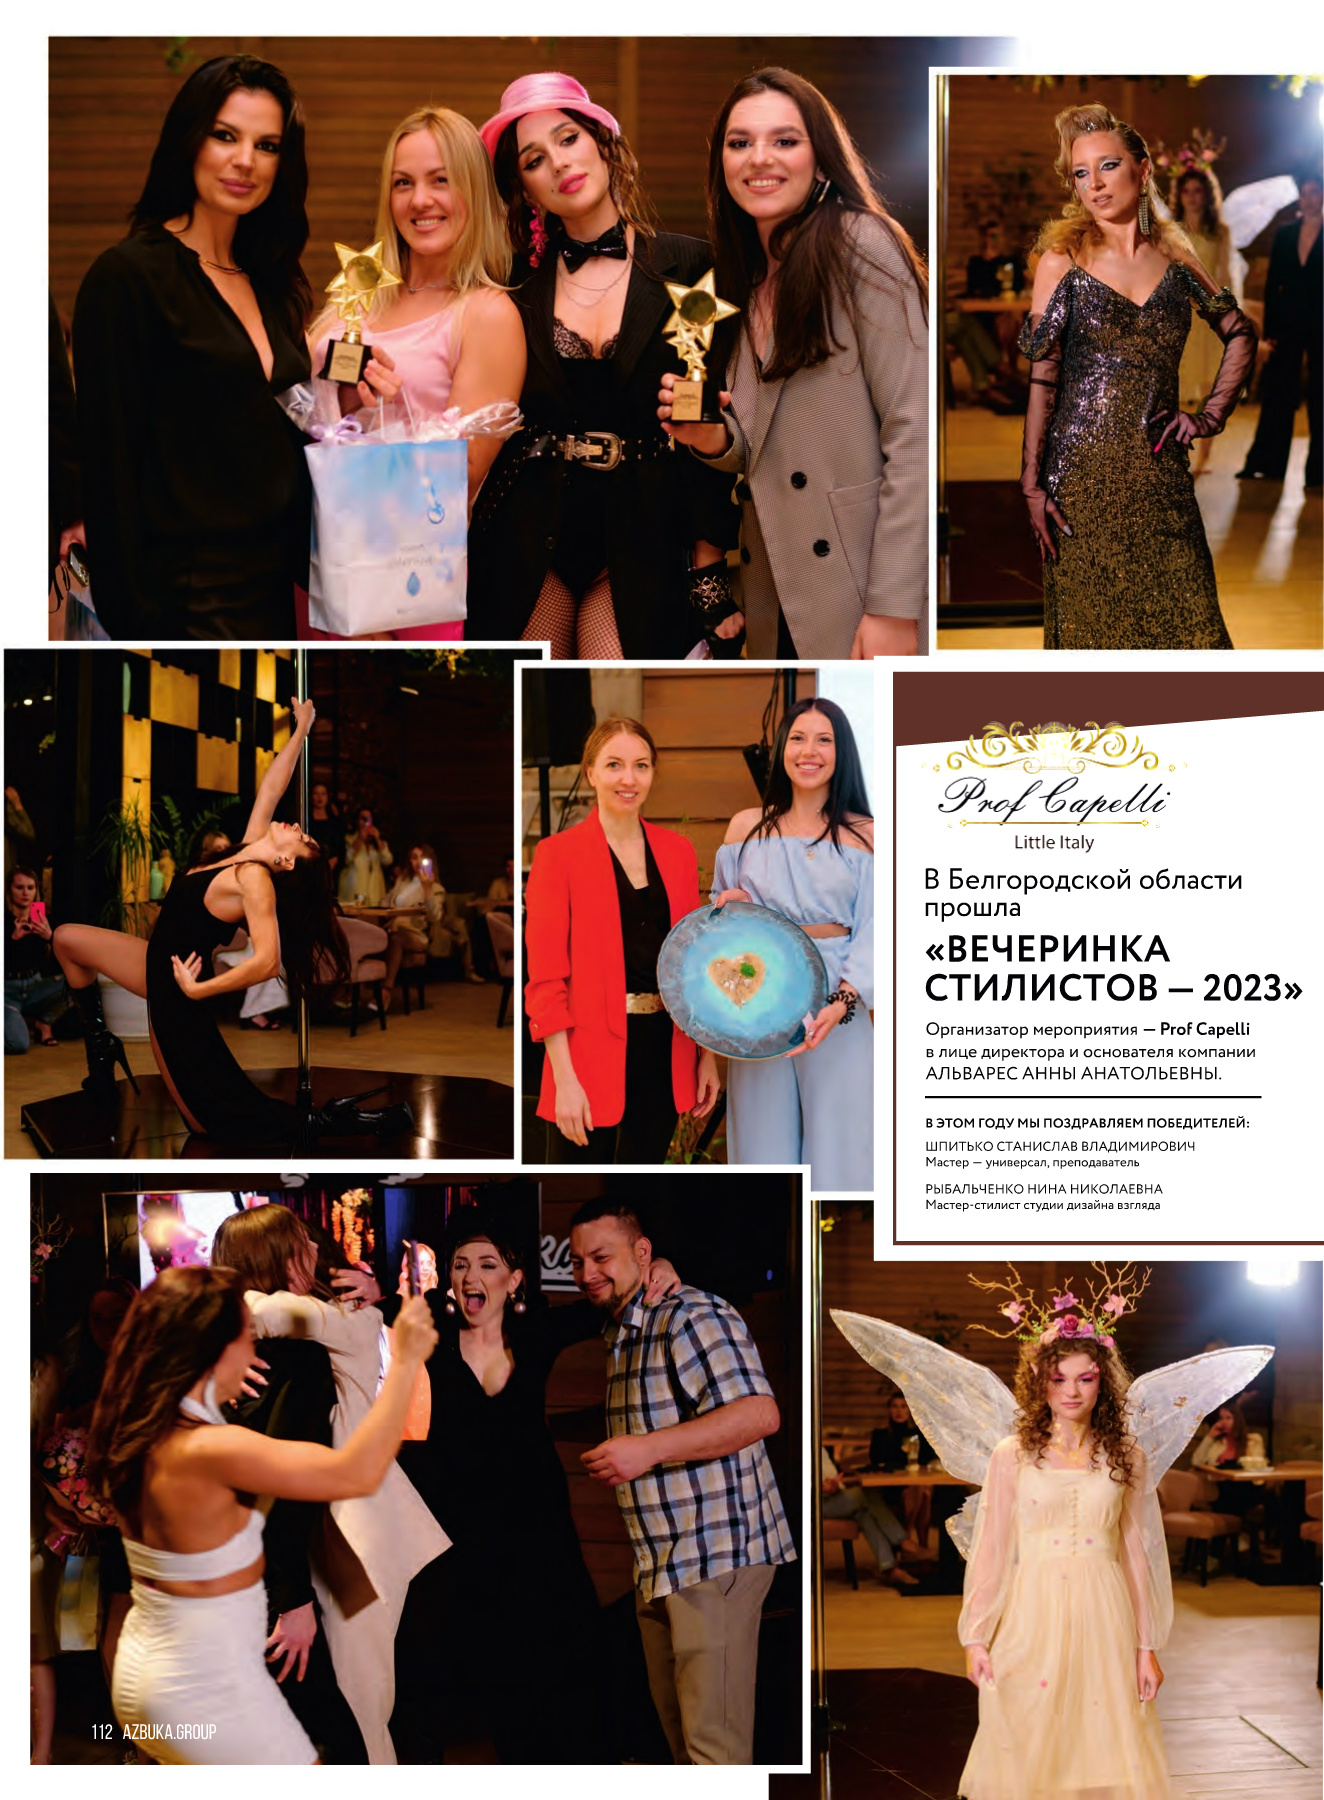 Prof Capelli
Little Italy
В Белгородской области
прошла
«ВЕЧЕРИНКА
СТИЛИСТОВ — 2023»
Организатор мероприятия — Prof Capelli
в лице директора и основателя компании
АЛЬВАРЕС АННЫ АНАТОЛЬЕВНЫ.
В ЭТОМ ГОДУ МЫ ПОЗДРАВЛЯЕМ ПОБЕДИТЕЛЕЙ:
ШПИТЬКО СТАНИСЛАВ ВЛАДИМИРОВИЧ
Мастер — универсал, преподаватель
РЫБАЛЬЧЕНКО НИНА НИКОЛАЕВНА
Мастер-стилист студии дизайна взгляда
112 AZBUKA.GROUP